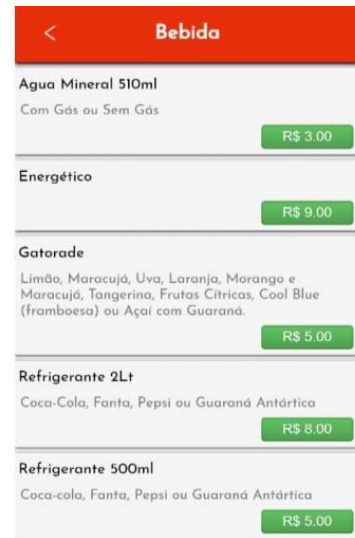 Bebida
Agua Mineral 510ml
Com Gás ou Sem Gás
R$ 3.00
Energético
R$ 9.00
Gatorade
Limão, Maracujá, Uva, Laranja, Morango e
Maracujá, Tangerina, Frutas Cítricas, Cool Blue
(framboesa) ou Açaí com Guaraná.
R$ 5.00
Refrigerante 2Lt
Coca-Cola, Fanta, Pepsi ou Guaraná Antártica
R$ 8.00
Refrigerante 500ml
Coca-cola, Fanta, Pepsi ou Guaraná Antártica
R$ 5.00